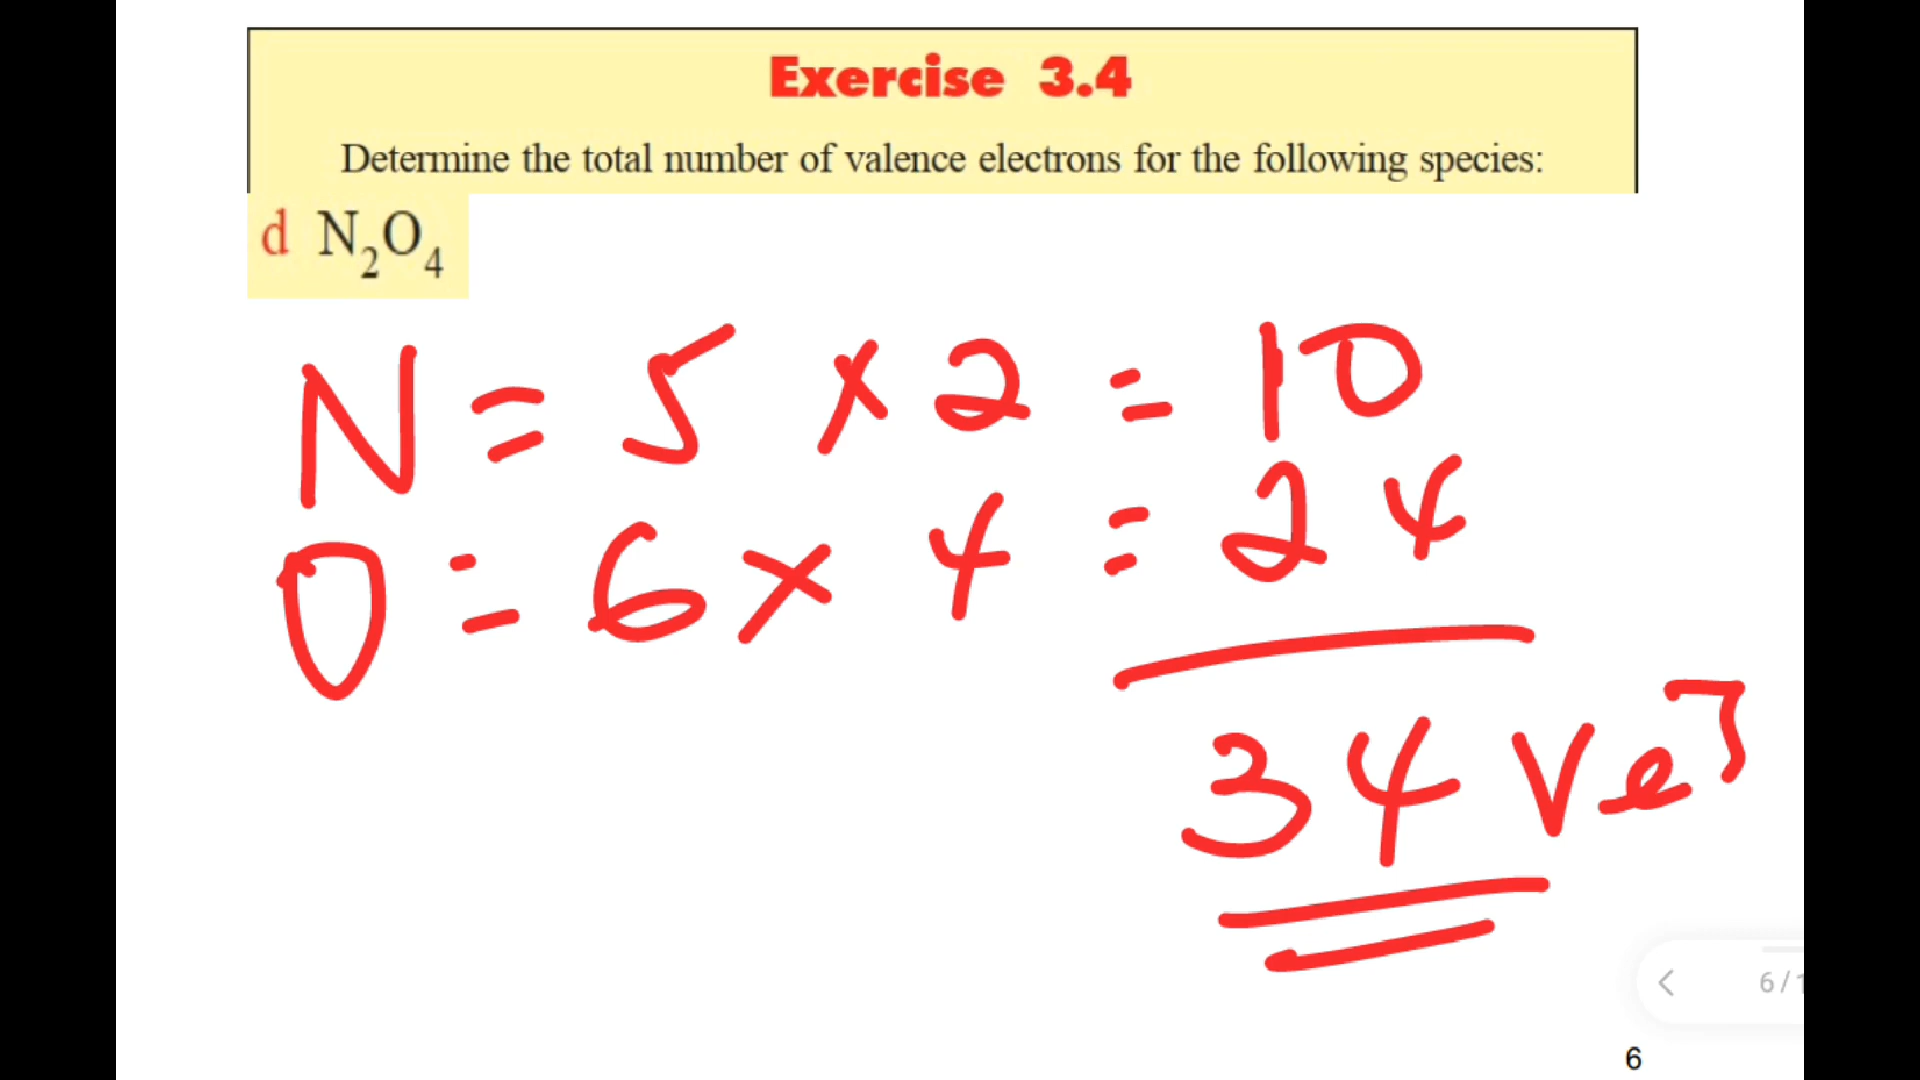 Exercise 3.4
Determine the total number of valence electrons for the following species:
d N₂O₄
N = 5 × 2 = 10
O = 6 × 4 = 24
34 Ve⁻s
6/1
6